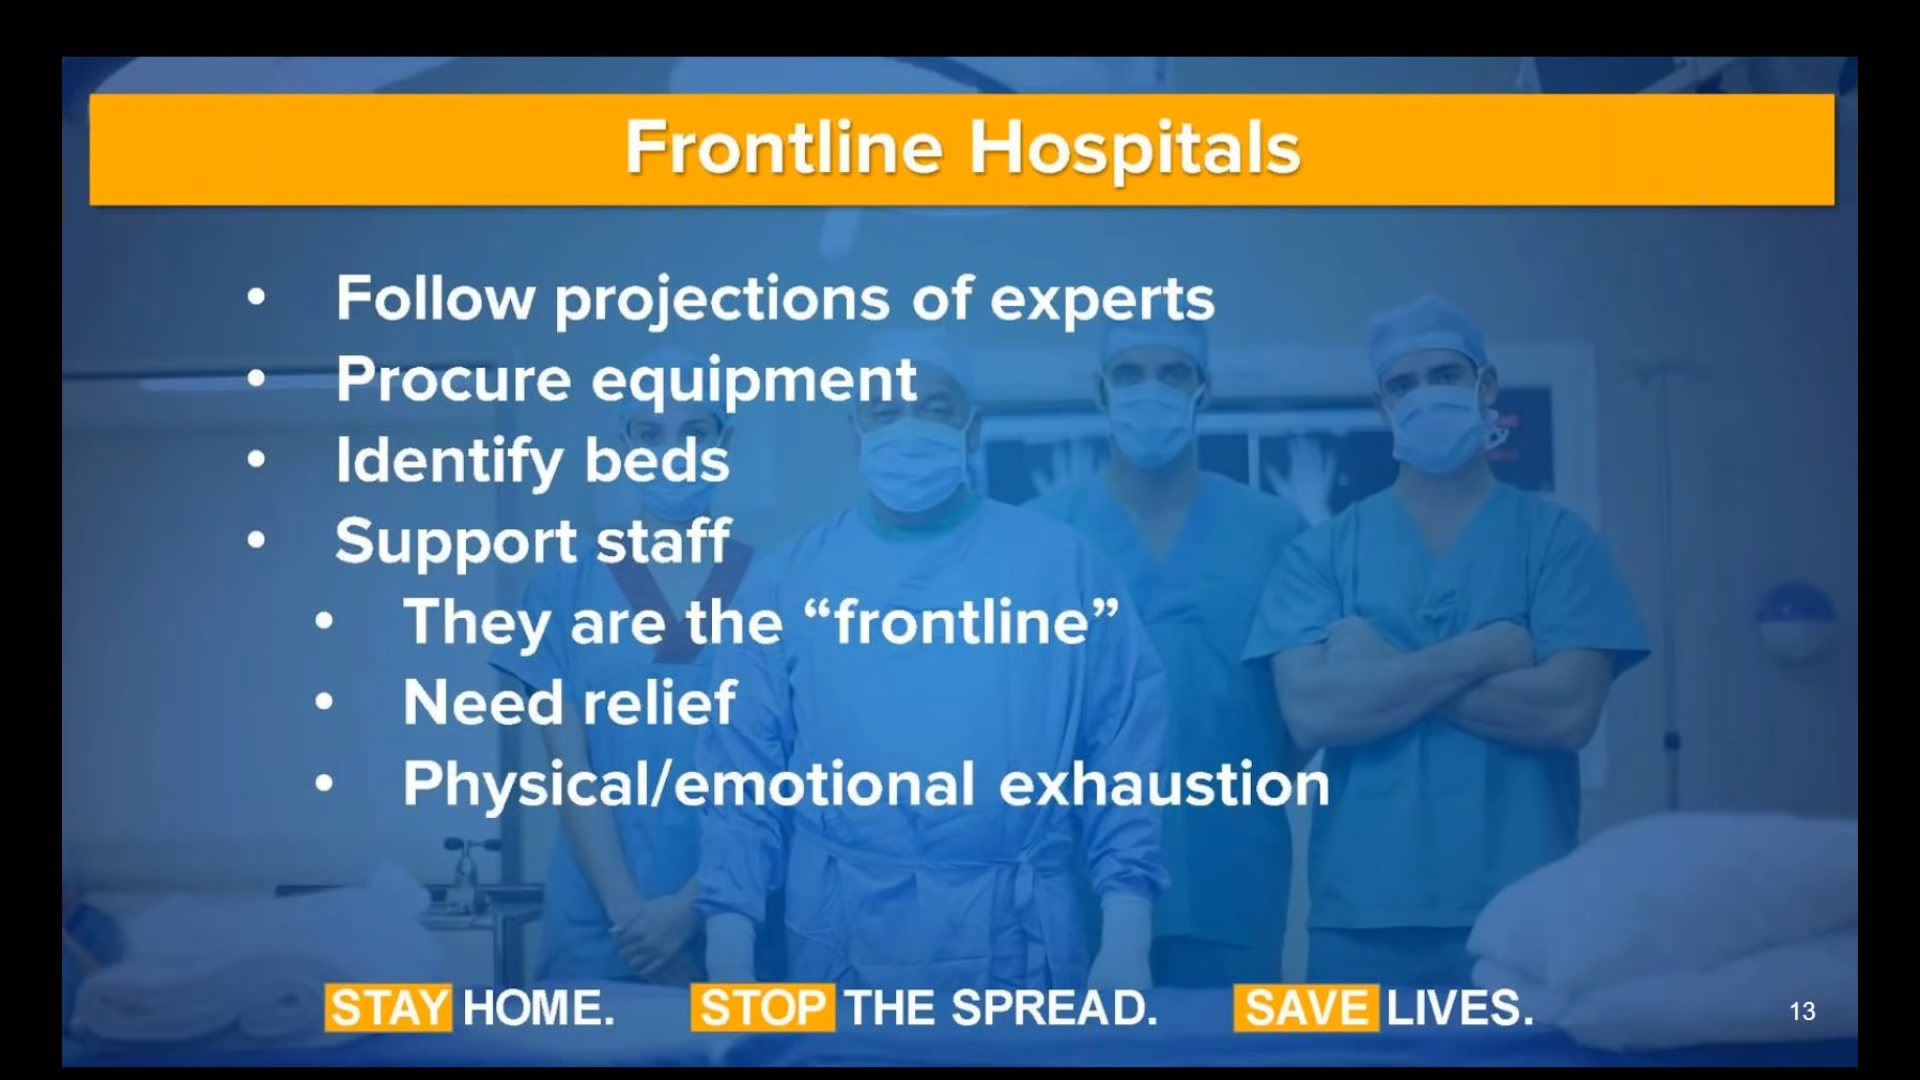 Frontline Hospitals
• Follow projections of experts
• Procure equipment
• Identify beds
• Support staff
• They are the “frontline”
• Need relief
• Physical/emotional exhaustion
STAY HOME. STOP THE SPREAD. SAVE LIVES.
13